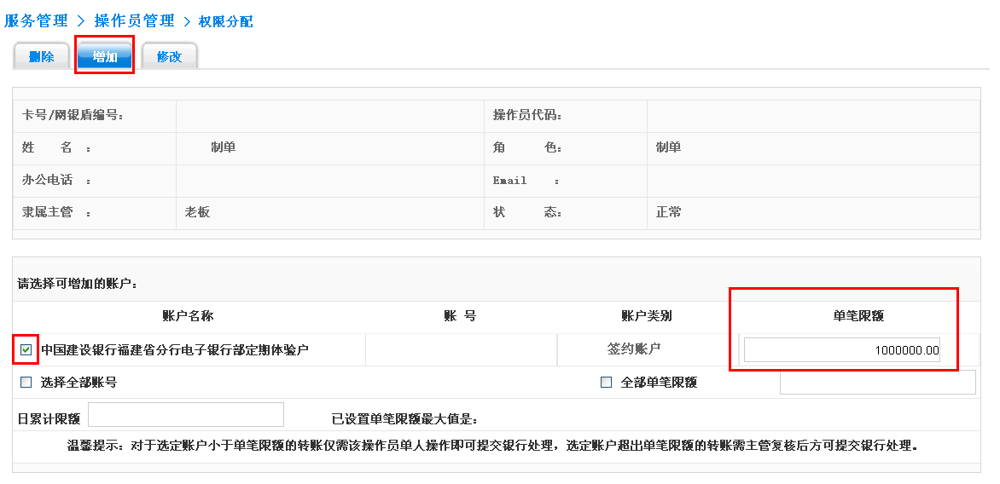 服务管理 > 操作员管理 > 权限分配
删除 增加 修改
卡号/网银盾编号: 操作员代码:
姓 名 : 制单 角 色: 制单
办公电话 : Email :
隶属主管 : 老板 状 态: 正常
请选择可增加的账户:
账户名称 账 号 账户类别 单笔限额
中国建设银行福建省分行电子银行部定期体验户 签约账户 1000000.00
选择全部账号 全部单笔限额
日累计限额 已设置单笔限额最大值是:
温馨提示: 对于选定账户小于单笔限额的转账仅需该操作员单人操作即可提交银行处理，选定账户超出单笔限额的转账需主管复核后方可提交银行处理。